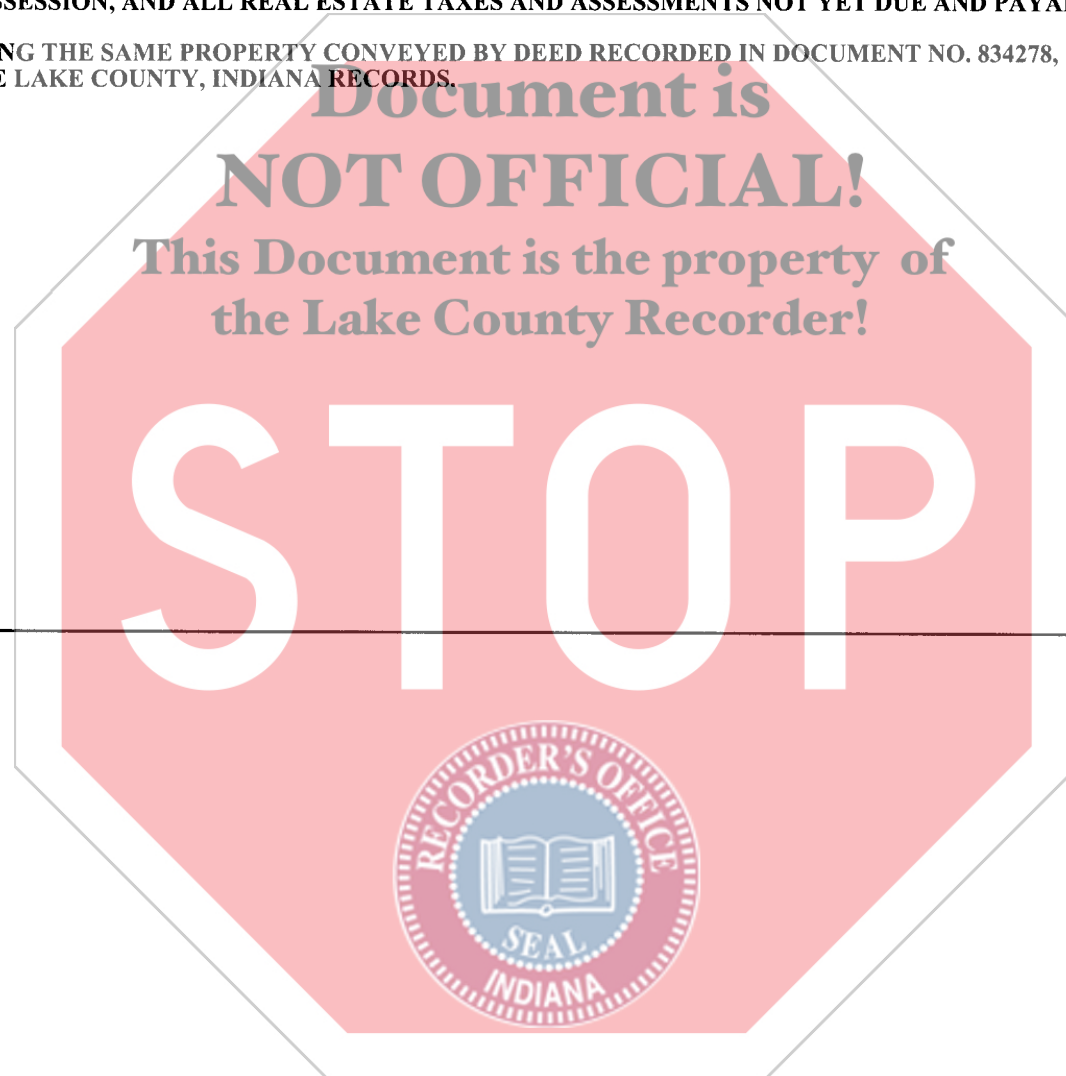 SSESSION, AND ALL REAL ESTATE TAXES AND ASSESSMENTS NOT YET DUE AND
NG THE SAME PROPERTY CONVEYED BY DEED RECORDED IN DOCUMENT NO. 834278,
LAKE COUNTY, INDIANA RECORDS.
Document is
NOT OFFICIAL!
This Document is the property of
the Lake County Recorder!
STOP
RECORDER'S OFFICE
SEAL
INDIANA